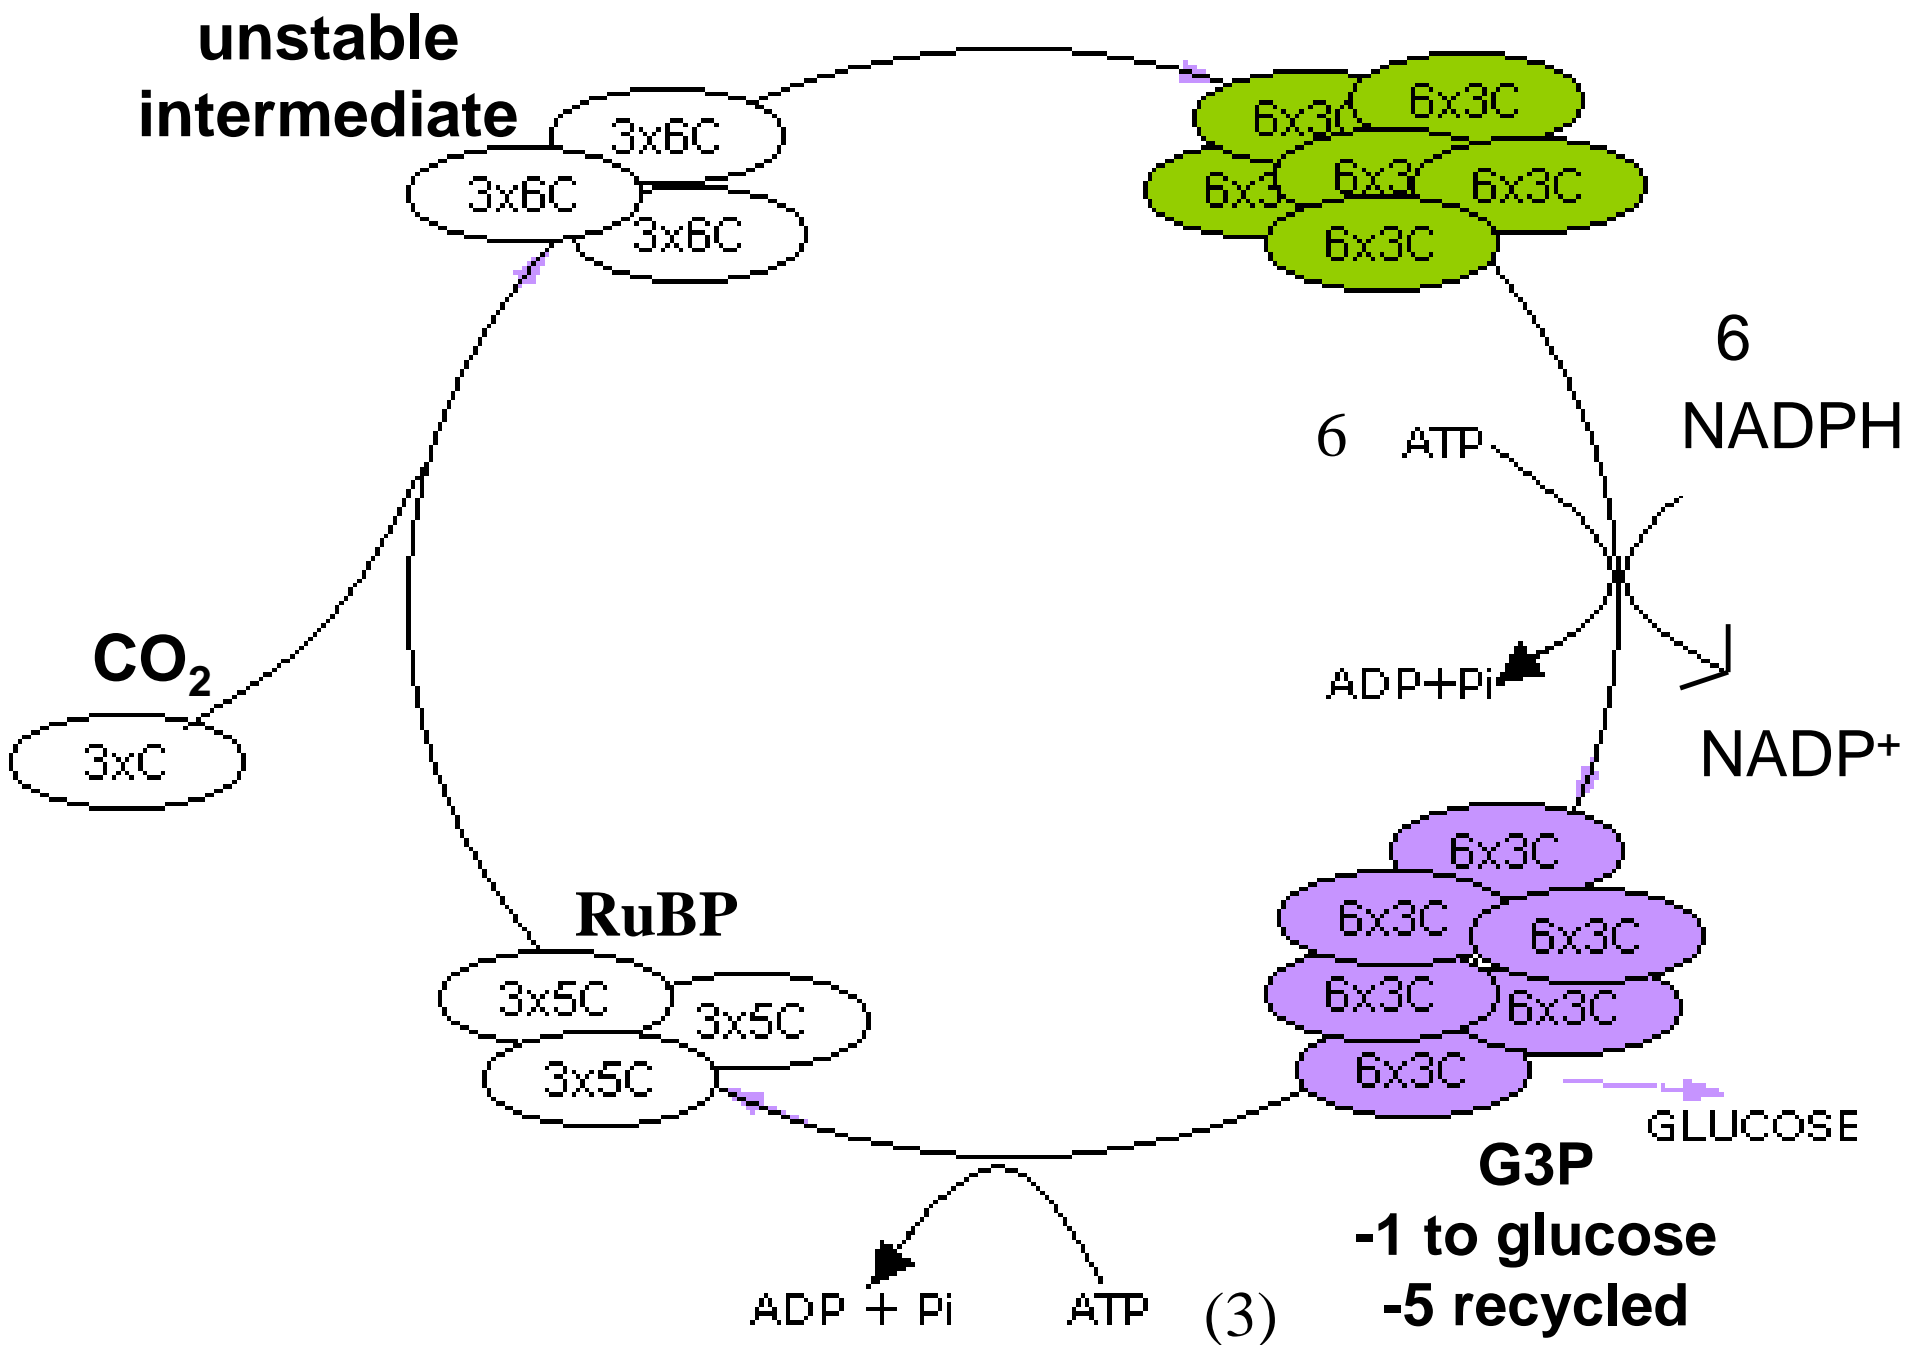 unstable
intermediate
3x6C
3x6C
3x6C
6x3C
6x3C
6x3C
6x3C
6x3C
6x3C
6
NADPH
6 ATP
CO₂
3xC
ADP+Pi
NADP⁺
6x3C
6x3C
6x3C
6x3C
6x3C
6x3C
RuBP
3x5C
3x5C
3x5C
GLUCOSE
G3P
-1 to glucose
-5 recycled
ADP + Pi
ATP (3)